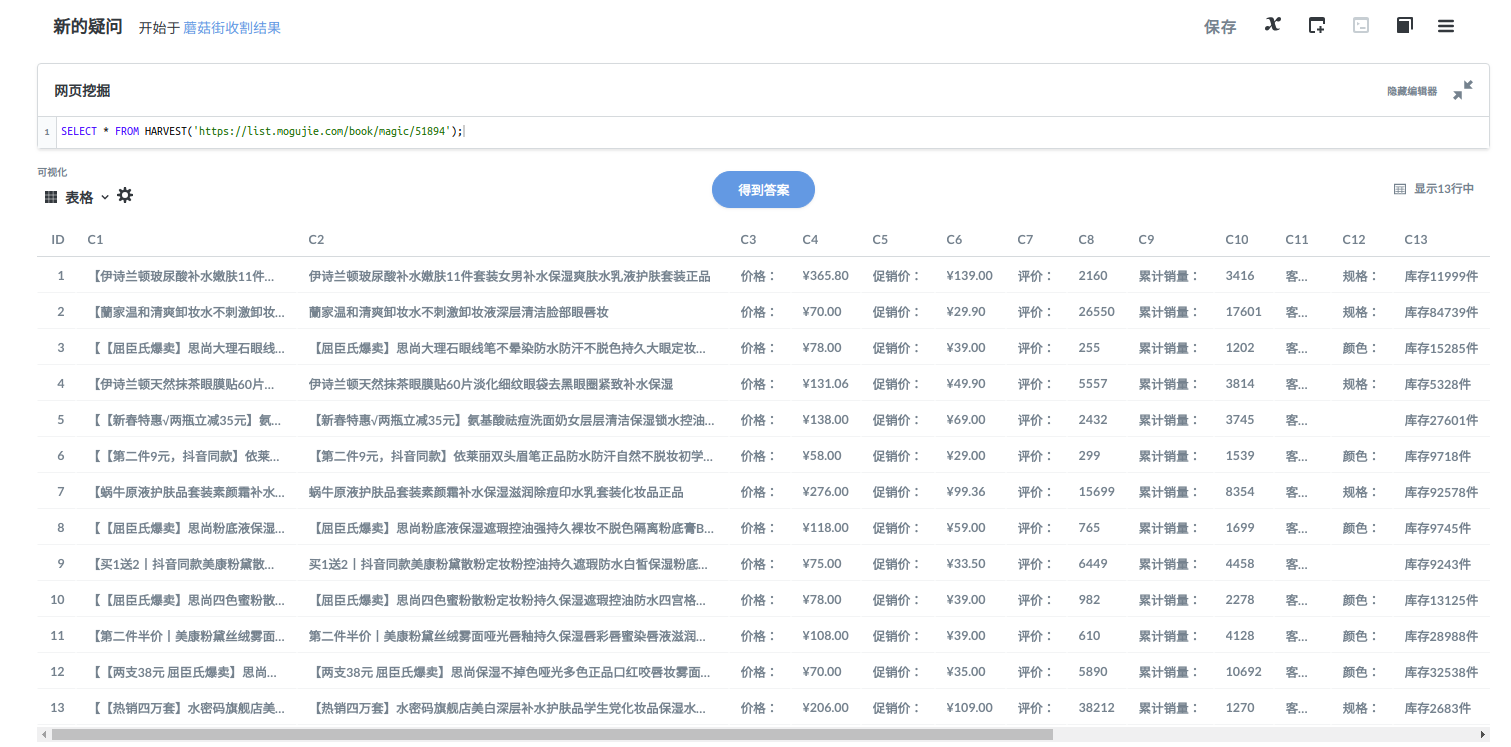 新的疑问 开始于 蘑菇街收割结果 保存
网页挖掘 隐藏编辑器
1 SELECT * FROM HARVEST('https://list.mogujie.com/book/magic/51894');
可视化
表格 得到答案 显示13行中
ID C1 C2 C3 C4 C5 C6 C7 C8 C9 C10 C11 C12 C13
1 【伊诗兰顿玻尿酸补水嫩肤11件... 伊诗兰顿玻尿酸补水嫩肤11件套装女男补水保湿爽肤水乳液护肤套装正品 价格： ¥365.80 促销价： ¥139.00 评价： 2160 累计销量： 3416 客... 规格： 库存11999件
2 【蘭家温和清爽卸妆水不刺激卸妆... 蘭家温和清爽卸妆水不刺激卸妆液深层清洁脸部眼唇妆 价格： ¥70.00 促销价： ¥29.90 评价： 26550 累计销量： 17601 客... 规格： 库存84739件
3 【【屈臣氏爆卖】思尚大理石眼线... 【屈臣氏爆卖】思尚大理石眼线笔不晕染防水防汗不脱色持久大眼定妆... 价格： ¥78.00 促销价： ¥39.00 评价： 255 累计销量： 1202 客... 颜色： 库存15285件
4 【伊诗兰顿天然抹茶眼膜贴60片... 伊诗兰顿天然抹茶眼膜贴60片淡化细纹眼袋去黑眼圈紧致补水保湿 价格： ¥131.06 促销价： ¥49.90 评价： 5557 累计销量： 3814 客... 规格： 库存5328件
5 【【新春特惠√两瓶立减35元】氨... 【新春特惠√两瓶立减35元】氨基酸祛痘洗面奶女层层清洁保湿锁水控油... 价格： ¥138.00 促销价： ¥69.00 评价： 2432 累计销量： 3745 客... 库存27601件
6 【【第二件9元，抖音同款】依莱... 【第二件9元，抖音同款】依莱丽双头眉笔正品防水防汗自然不脱妆初学... 价格： ¥58.00 促销价： ¥29.00 评价： 299 累计销量： 1539 客... 颜色： 库存9718件
7 【蜗牛原液护肤品套装素颜霜补水... 蜗牛原液护肤品套装素颜霜补水保湿滋润除痘印水乳套装化妆品正品 价格： ¥276.00 促销价： ¥99.36 评价： 15699 累计销量： 8354 客... 规格： 库存92578件
8 【【屈臣氏爆卖】思尚粉底液保湿... 【屈臣氏爆卖】思尚粉底液保湿遮瑕控油强持久裸妆不脱色隔离粉底膏B... 价格： ¥118.00 促销价： ¥59.00 评价： 765 累计销量： 1699 客... 颜色： 库存9745件
9 【买1送2丨抖音同款美康粉黛散... 买1送2丨抖音同款美康粉黛散粉定妆粉控油持久遮瑕防水白皙保湿粉底... 价格： ¥75.00 促销价： ¥33.50 评价： 6449 累计销量： 4458 客... 库存9243件
10 【【屈臣氏爆卖】思尚四色蜜粉散... 【屈臣氏爆卖】思尚四色蜜粉散粉定妆粉持久保湿遮瑕控油防水四宫格... 价格： ¥78.00 促销价： ¥39.00 评价： 982 累计销量： 2278 客... 颜色： 库存13125件
11 【第二件半价丨美康粉黛丝绒雾面... 第二件半价丨美康粉黛丝绒雾面哑光唇釉持久保湿唇彩唇蜜染唇液滋润... 价格： ¥108.00 促销价： ¥39.00 评价： 610 累计销量： 4128 客... 颜色： 库存28988件
12 【【两支38元 屈臣氏爆卖】思尚... 【两支38元 屈臣氏爆卖】思尚保湿不掉色哑光多色正品口红咬唇妆雾面... 价格： ¥70.00 促销价： ¥35.00 评价： 5890 累计销量： 10692 客... 颜色： 库存32538件
13 【【热销四万套】水密码旗舰店美... 【热销四万套】水密码旗舰店美白深层补水护肤品学生党化妆品保湿水... 价格： ¥206.00 促销价： ¥109.00 评价： 38212 累计销量： 1270 客... 规格： 库存2683件